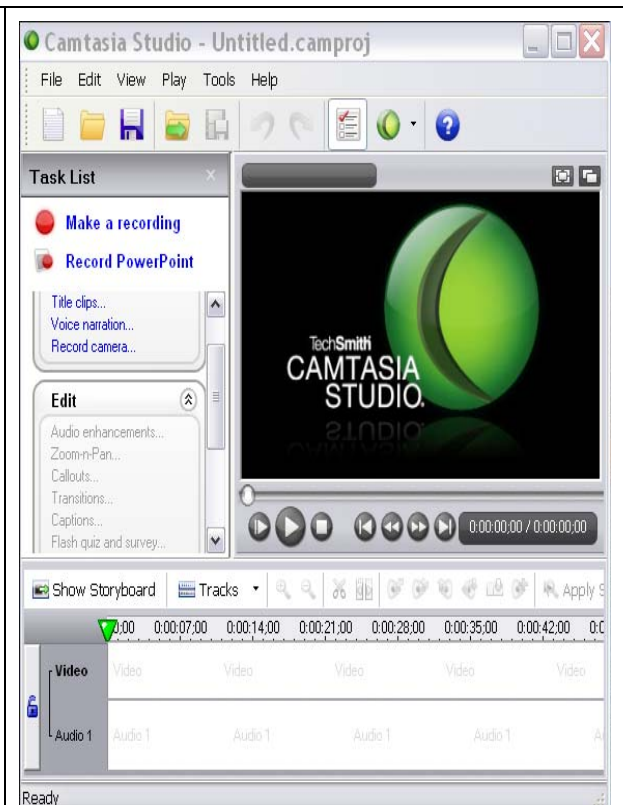 Camtasia Studio - Untitled.camproj
File Edit View Play Tools Help
Task List
Make a recording
Record PowerPoint
Title clips...
Voice narration...
Record camera...
Edit
Audio enhancements...
Zoom-n-Pan...
Callouts...
Transitions...
Captions...
Flash quiz and survey...
TechSmith
CAMTASIA
STUDIO
0:00:00;00 / 0:00:00;00
Show Storyboard Tracks Apply S
0;00 0:00:07;00 0:00:14;00 0:00:21;00 0:00:28;00 0:00:35;00 0:00:42;00 0:0
Video Video Video Video Video Video
Audio 1 Audio 1 Audio 1 Audio 1 Audio 1 A
Ready